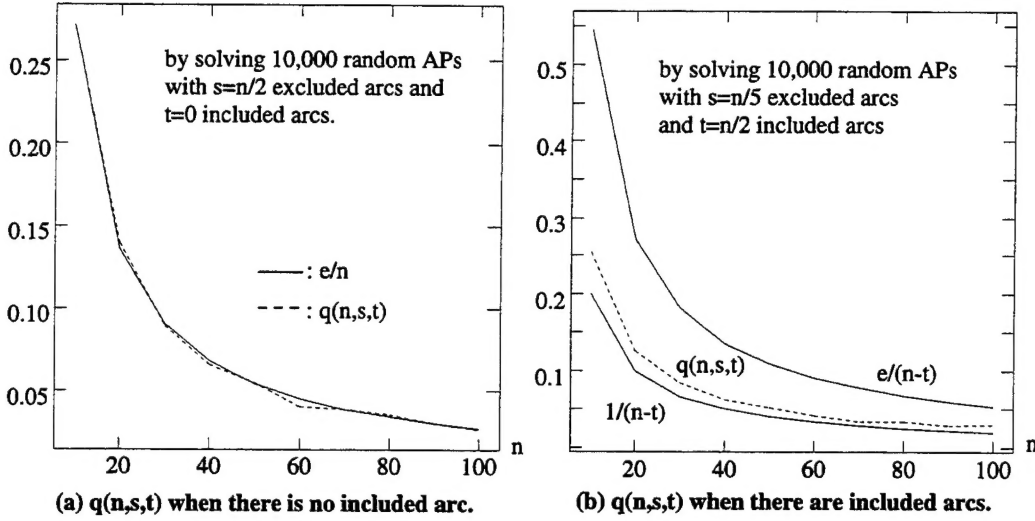 0.25
0.20
0.15
0.10
0.05
by solving 10,000 random APs
with s=n/2 excluded arcs and
t=0 included arcs.
: e/n
: q(n,s,t)
20 40 60 80 100 n
(a) q(n,s,t) when there is no included arc.
0.5
0.4
0.3
0.2
0.1
by solving 10,000 random APs
with s=n/5 excluded arcs
and t=n/2 included arcs
q(n,s,t)
e/(n-t)
1/(n-t)
20 40 60 80 100 n
(b) q(n,s,t) when there are included arcs.